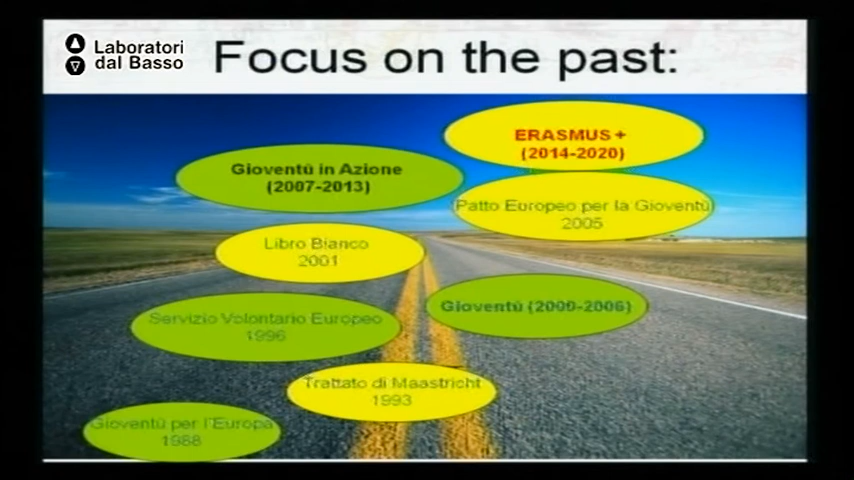 Laboratori
dal Basso
Focus on the past:
ERASMUS +
(2014-2020)
Gioventù in Azione
(2007-2013)
Patto Europeo per la Gioventù
2005
Libro Bianco
2001
Gioventù (2000-2006)
Servizio Volontario Europeo
1996
Trattato di Maastricht
1993
Gioventù per l'Europa
1988